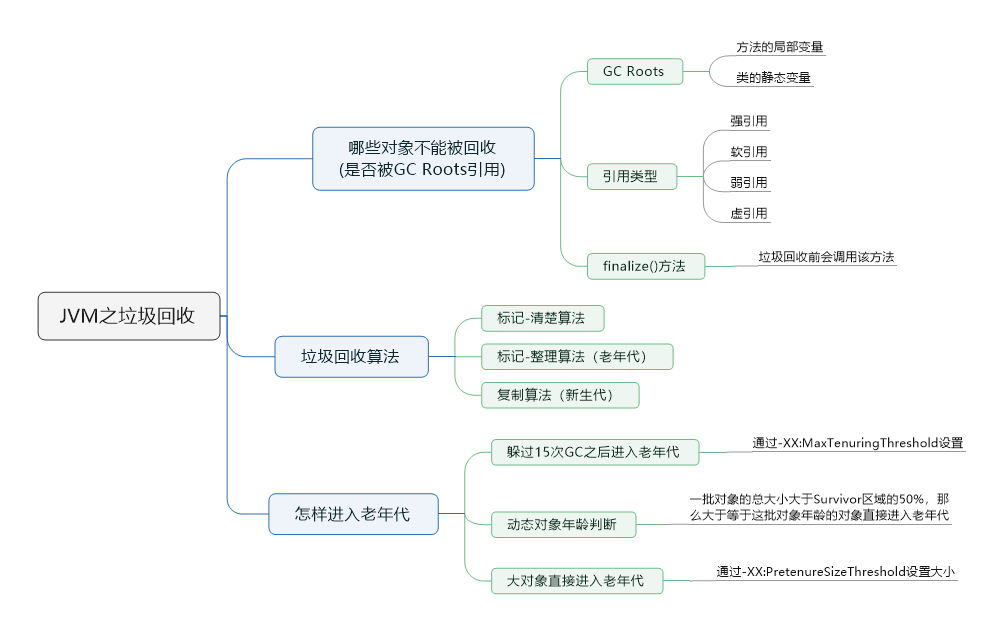 JVM之垃圾回收
哪些对象不能被回收
(是否被GC Roots引用)
GC Roots
方法的局部变量
类的静态变量
引用类型
强引用
软引用
弱引用
虚引用
finalize()方法
垃圾回收前会调用该方法
垃圾回收算法
标记-清楚算法
标记-整理算法（老年代）
复制算法（新生代）
怎样进入老年代
躲过15次GC之后进入老年代
通过-XX:MaxTenuringThreshold设置
动态对象年龄判断
一批对象的总大小大于Survivor区域的50%，那
么大于等于这批对象年龄的对象直接进入老年代
大对象直接进入老年代
通过-XX:PretenureSizeThreshold设置大小